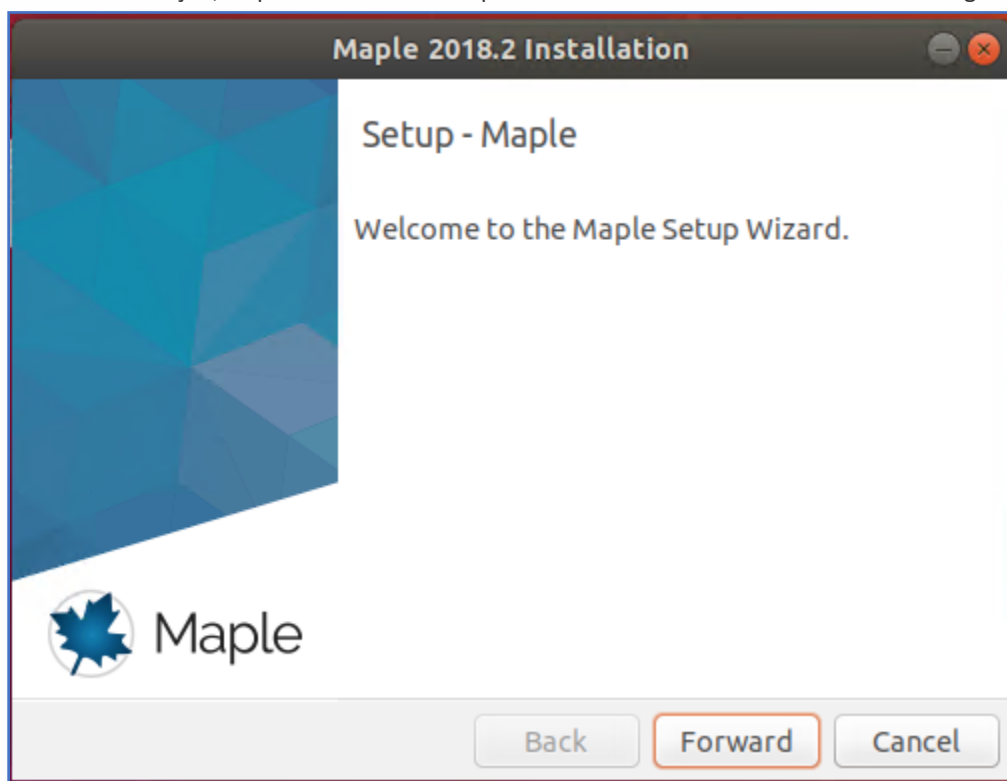 Maple 2018.2 Installation
Setup - Maple
Welcome to the Maple Setup Wizard.
Maple
Back Forward Cancel